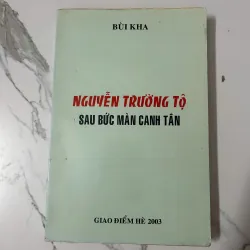 BÙI KHA
NGUYỄN TRƯỜNG TỘ
SAU BỨC MÀN CANH TÂN
GIAO ĐIỂM HÈ 2003